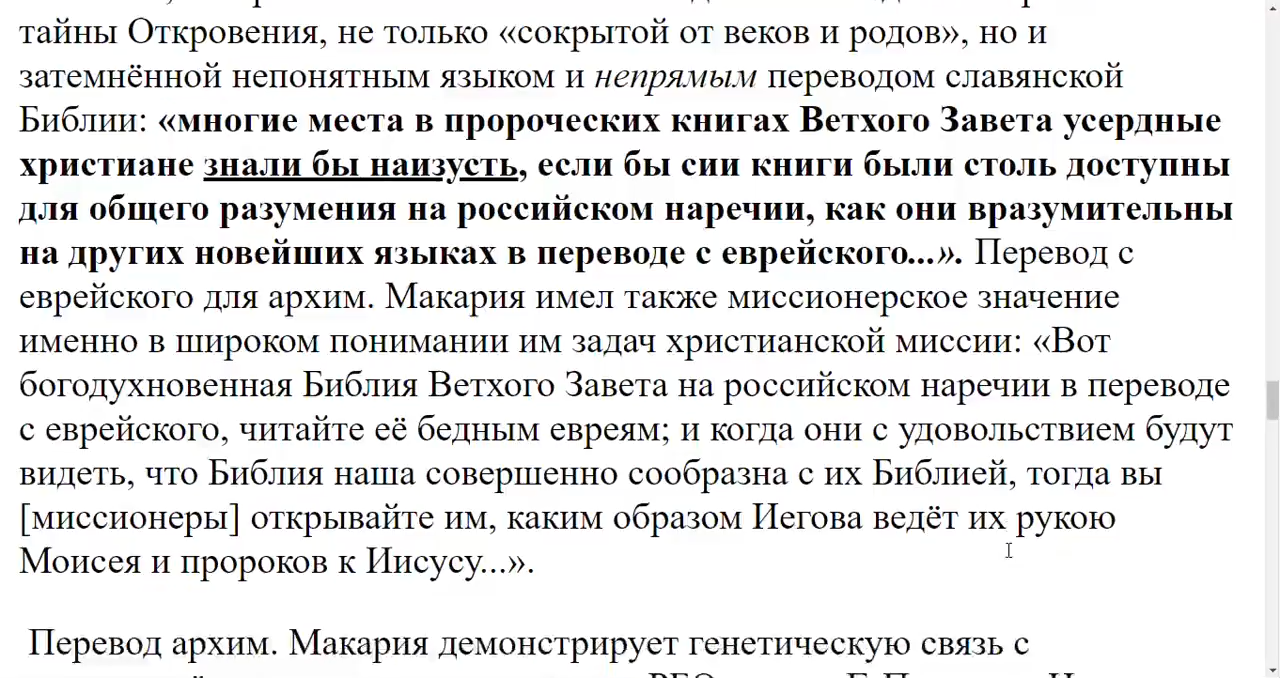 тайны Откровения, не только «сокрытой от веков и родов», но и
затемнённой непонятным языком и непрямым переводом славянской
Библии: «многие места в пророческих книгах Ветхого Завета усердные
христиане знали бы наизусть, если бы сии книги были столь доступны
для общего разумения на российском наречии, как они вразумительны
на других новейших языках в переводе с еврейского...». Перевод с
еврейского для архим. Макария имел также миссионерское значение
именно в широком понимании им задач христианской миссии: «Вот
богодухновенная Библия Ветхого Завета на российском наречии в переводе
с еврейского, читайте её бедным евреям; и когда они с удовольствием будут
видеть, что Библия наша совершенно сообразна с их Библией, тогда вы
[миссионеры] открывайте им, каким образом Иегова ведёт их рукою
Моисея и пророков к Иисусу...».
Перевод архим. Макария демонстрирует генетическую связь с